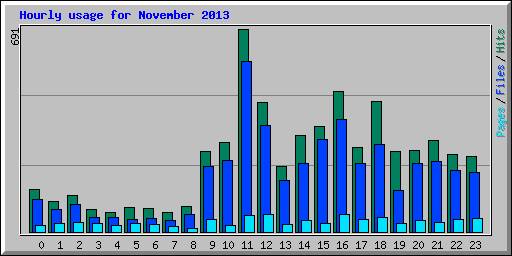 Hourly usage for November 2013
691
Pages / Files / Hits
0 1 2 3 4 5 6 7 8 9 10 11 12 13 14 15 16 17 18 19 20 21 22 23